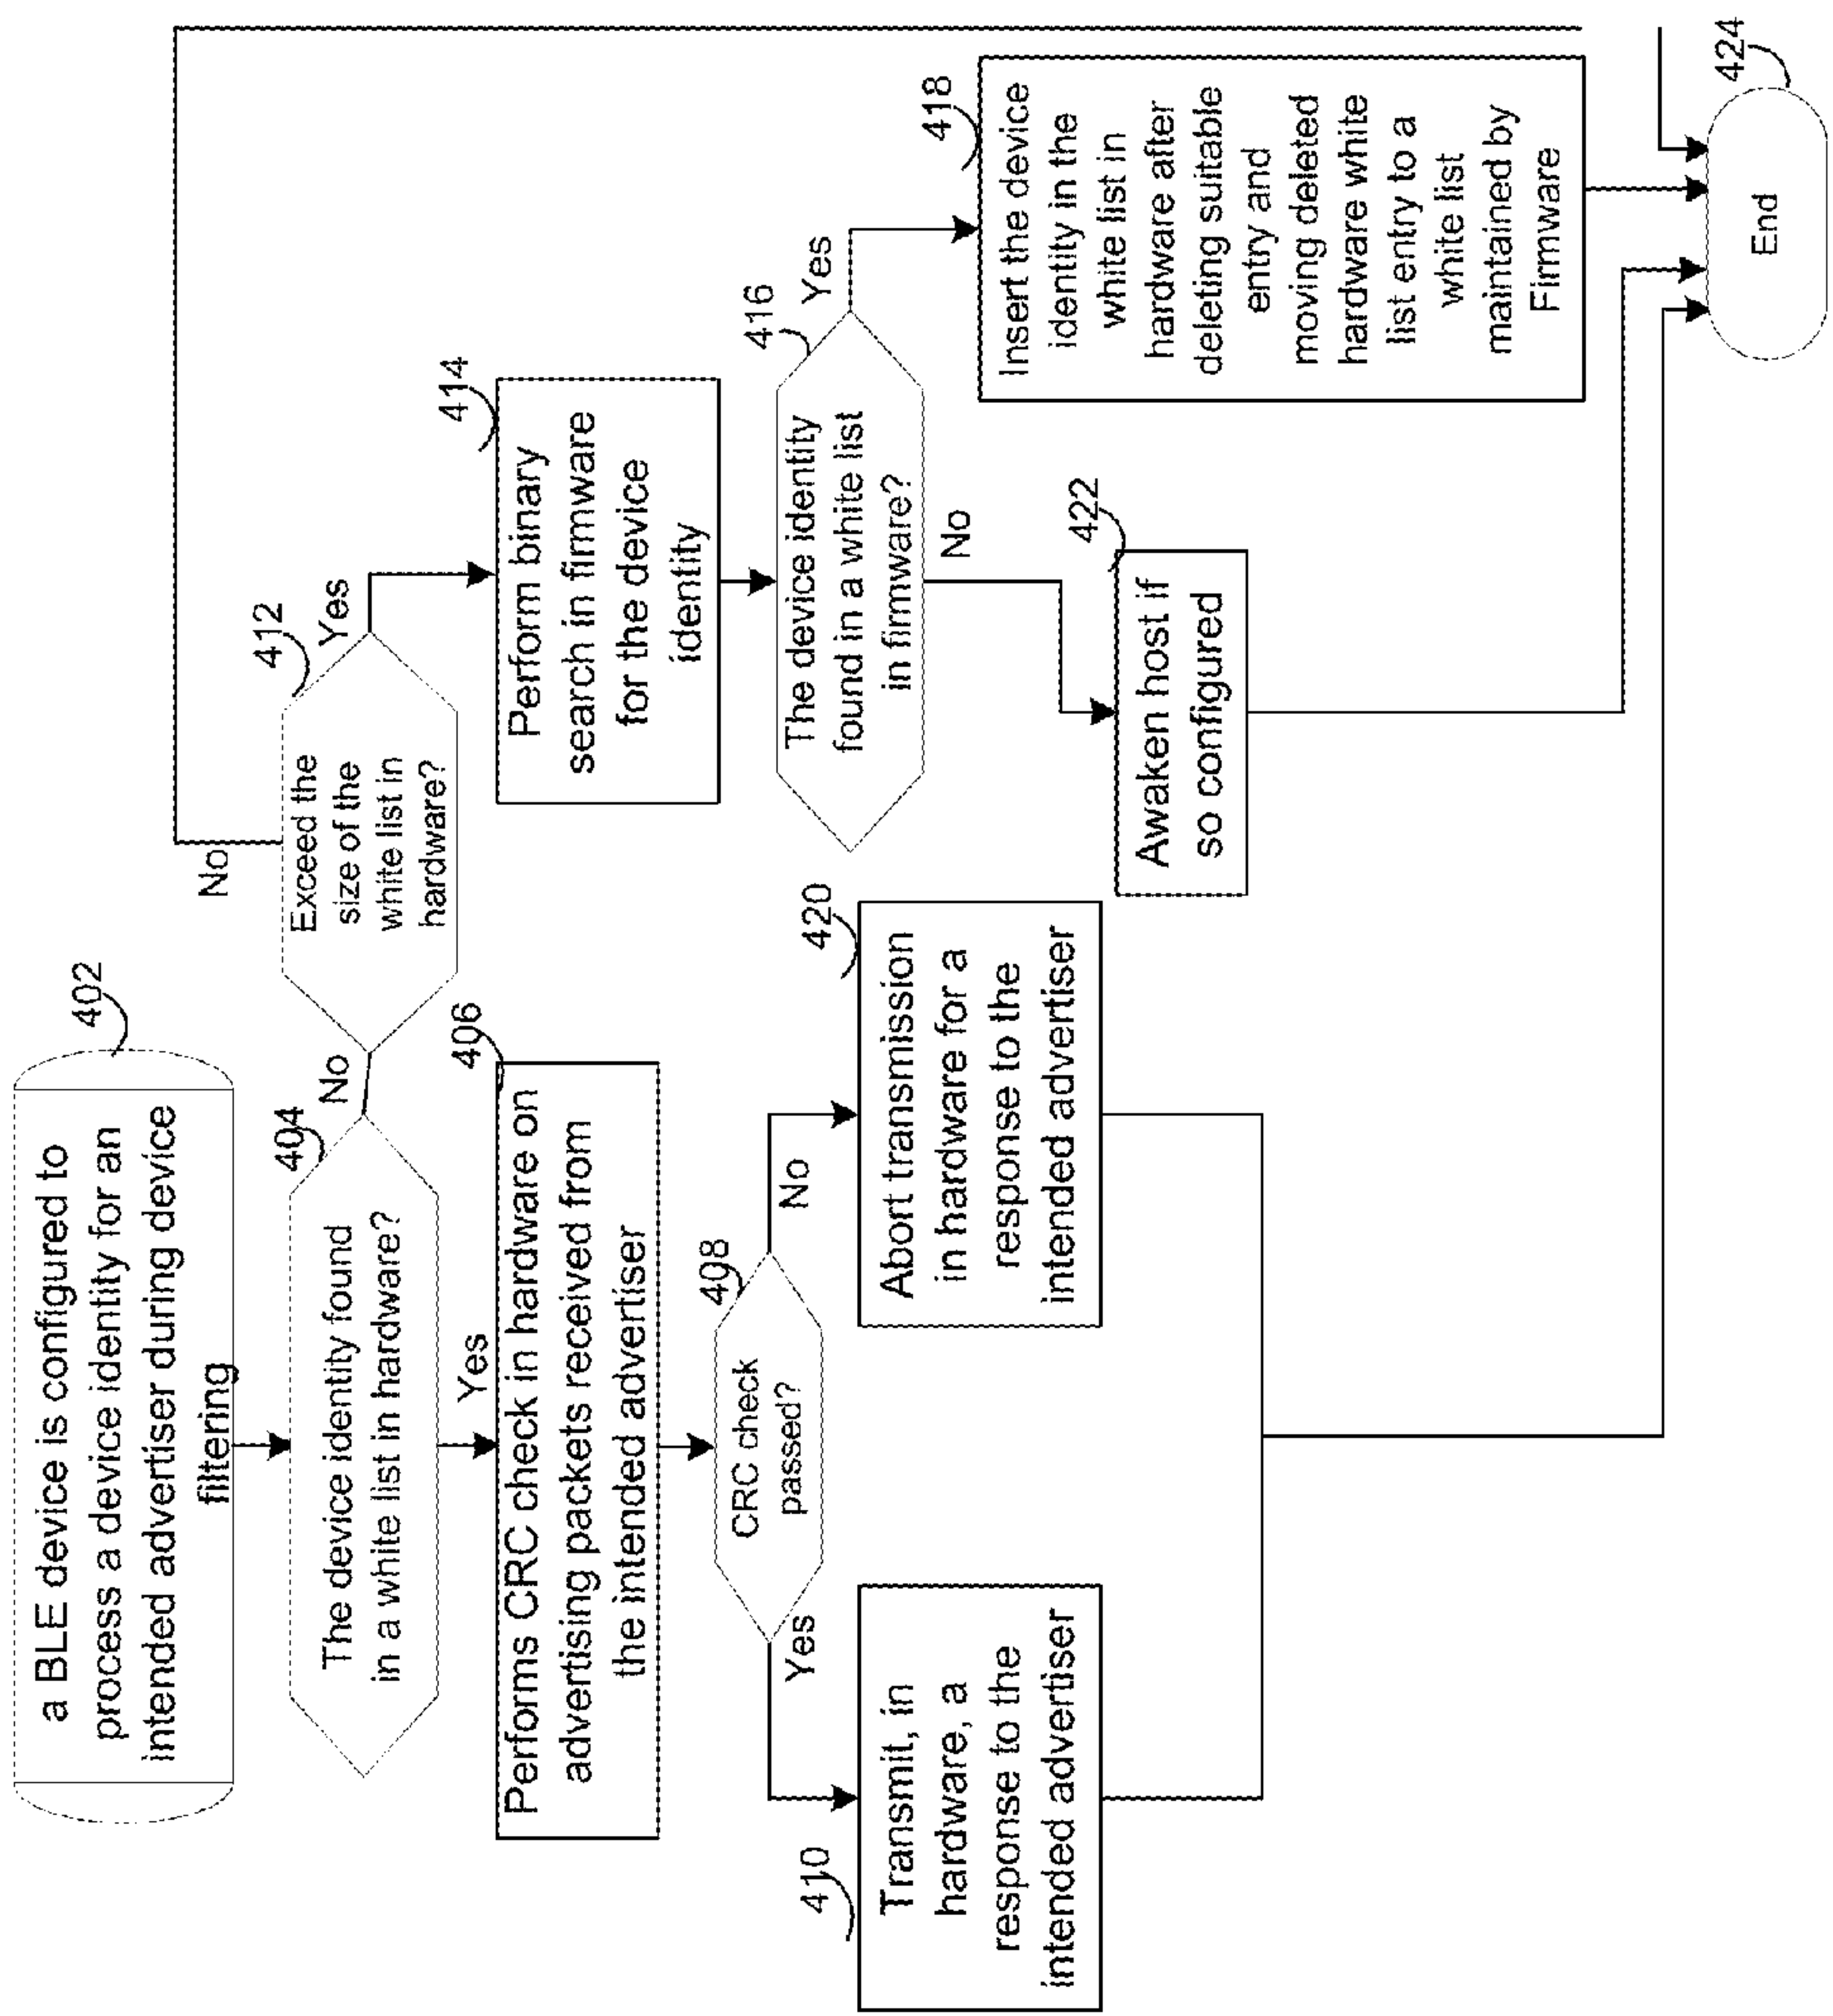 402
a BLE device is configured to
process a device identity for an
intended advertiser during device
filtering
404
The device identity found
in a white list in hardware?
No
Yes
412
Exceed the
size of the
white list in
hardware?
No
Yes
406
Performs CRC check in hardware on
advertising packets received from
the intended advertiser
414
Perform binary
search in firmware
for the device
identity
408
CRC check
passed?
Yes
No
416
The device identity
found in a white list
in firmware?
Yes
No
410
Transmit, in
hardware, a
response to the
intended advertiser
420
Abort transmission
in hardware for a
response to the
intended advertiser
422
Awaken host if
so configured
418
Insert the device
identity in the
white list in
hardware after
deleting suitable
entry and
moving deleted
hardware white
list entry to a
white list
maintained by
Firmware
424
End